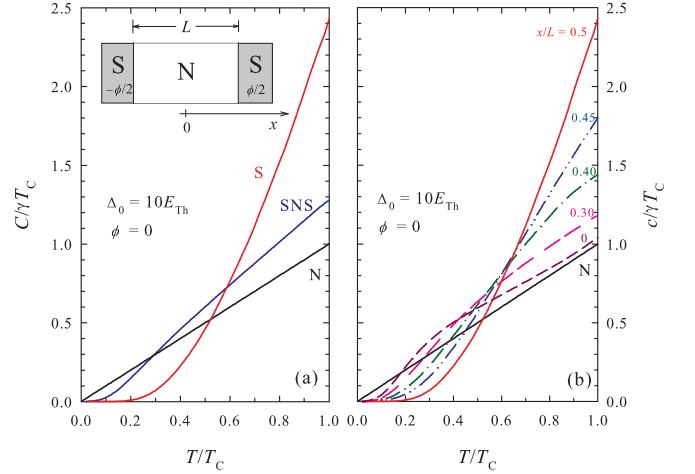 2.5
2.0
1.5
1.0
0.5
0.0
C/γT_C
L
S
−ϕ/2
N
S
ϕ/2
0
x
S
SNS
N
Δ₀ = 10E_Th
ϕ = 0
(a)
0.0 0.2 0.4 0.6 0.8 1.0
T/T_C
x/L = 0.5
0.45
0.40
0.30
0
N
Δ₀ = 10E_Th
ϕ = 0
(b)
0.0 0.2 0.4 0.6 0.8 1.0
T/T_C
2.5
2.0
1.5
1.0
0.5
0.0
c/γT_C